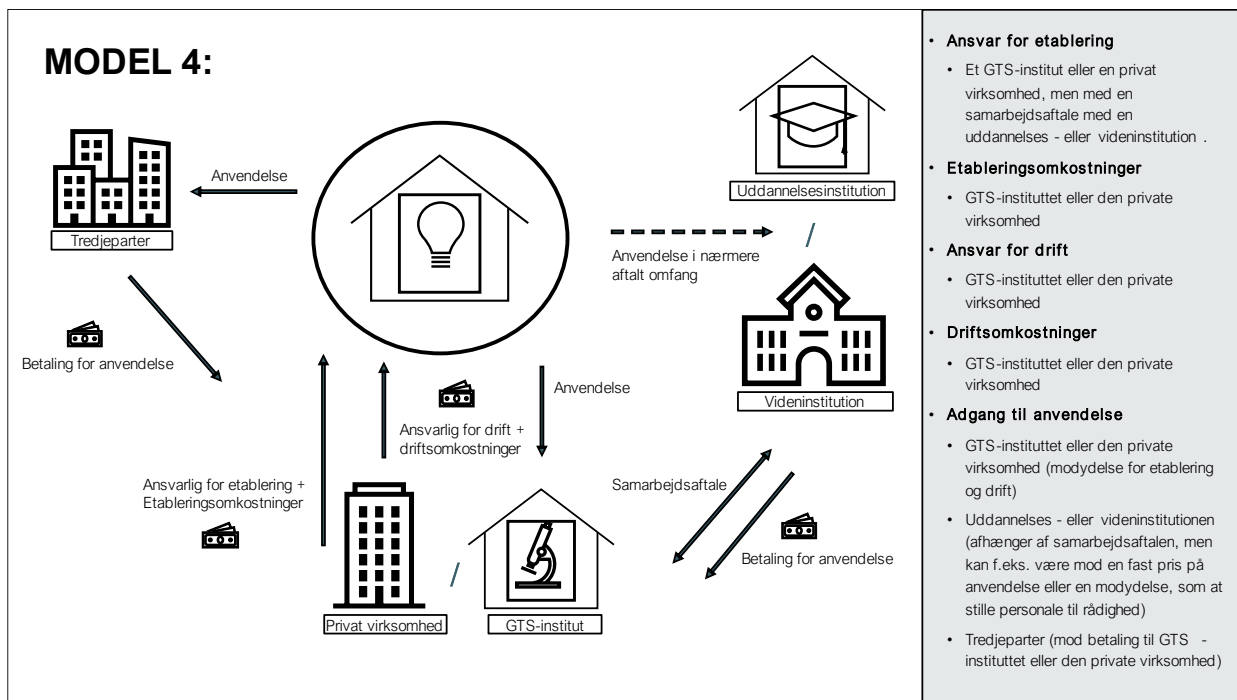 MODEL 4:
Anvendelse
Tredjeparter
Betaling for anvendelse
Uddannelsesinstitution
/
Anvendelse i nærmere
aftalt omfang
Videninstitution
Anvendelse
Ansvarlig for drift +
driftsomkostninger
Ansvarlig for etablering +
Etableringsomkostninger
Samarbejdsaftale
Betaling for anvendelse
Privat virksomhed
/
GTS-institut
• Ansvar for etablering
• Et GTS-institut eller en privat
virksomhed, men med en
samarbejdsaftale med en
uddannelses - eller videninstitution .
• Etableringsomkostninger
• GTS-instituttet eller den private
virksomhed
• Ansvar for drift
• GTS-instituttet eller den private
virksomhed
• Driftsomkostninger
• GTS-instituttet eller den private
virksomhed
• Adgang til anvendelse
• GTS-instituttet eller den private
virksomhed (modydelse for etablering
og drift)
• Uddannelses - eller videninstitutionen
(afhænger af samarbejdsaftalen, men
kan f.eks. være mod en fast pris på
anvendelse eller en modydelse, som at
stille personale til rådighed)
• Tredjeparter (mod betaling til GTS -
instituttet eller den private virksomhed)